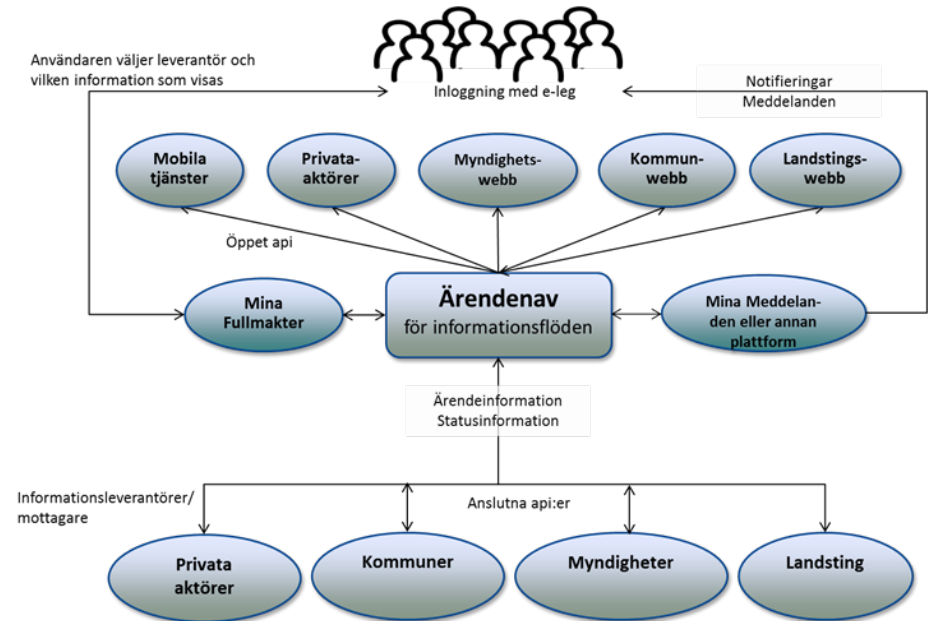 Användaren väljer leverantör och
vilken information som visas
Inloggning med e-leg
Notifieringar
Meddelanden
Mobila
tjänster
Privata-
aktörer
Myndighets-
webb
Kommun-
webb
Landstings-
webb
Öppet api
Mina
Fullmakter
Ärendenav
för informationsflöden
Mina Meddelan-
den eller annan
plattform
Ärendeinformation
Statusinformation
Informationsleverantörer/
mottagare
Anslutna api:er
Privata
aktörer
Kommuner
Myndigheter
Landsting